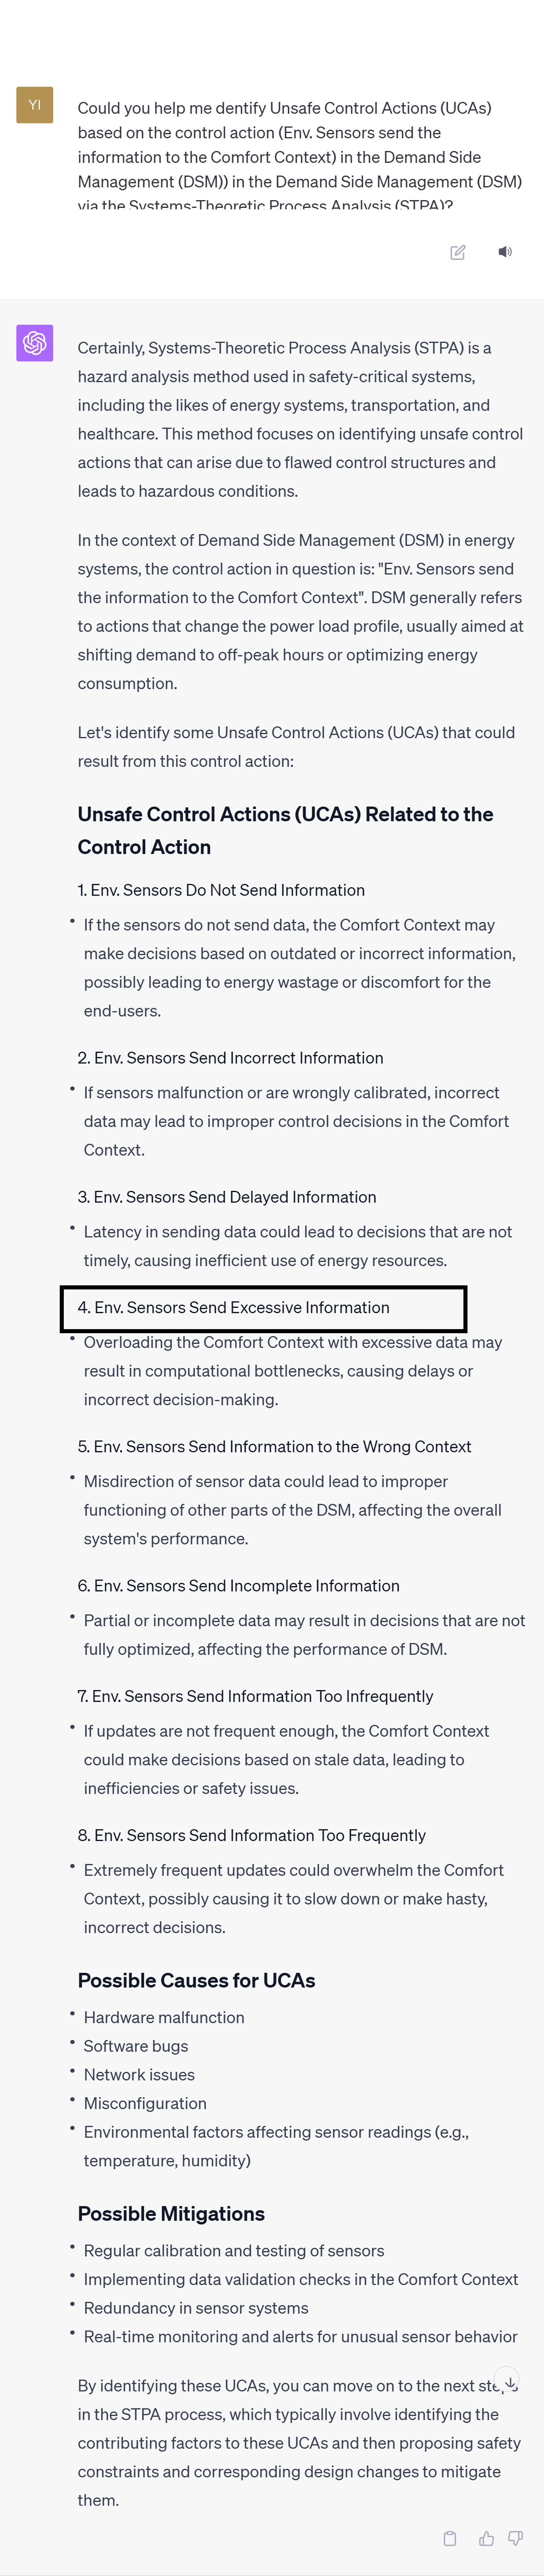 YI
Could you help me dentify Unsafe Control Actions (UCAs)
based on the control action (Env. Sensors send the
information to the Comfort Context) in the Demand Side
Management (DSM)) in the Demand Side Management (DSM)
via the Systems-Theoretic Process Analysis (STPA)?
Certainly, Systems-Theoretic Process Analysis (STPA) is a
hazard analysis method used in safety-critical systems,
including the likes of energy systems, transportation, and
healthcare. This method focuses on identifying unsafe control
actions that can arise due to flawed control structures and
leads to hazardous conditions.
In the context of Demand Side Management (DSM) in energy
systems, the control action in question is: "Env. Sensors send
the information to the Comfort Context". DSM generally refers
to actions that change the power load profile, usually aimed at
shifting demand to off-peak hours or optimizing energy
consumption.
Let's identify some Unsafe Control Actions (UCAs) that could
result from this control action:
Unsafe Control Actions (UCAs) Related to the
Control Action
1. Env. Sensors Do Not Send Information
• If the sensors do not send data, the Comfort Context may
make decisions based on outdated or incorrect information,
possibly leading to energy wastage or discomfort for the
end-users.
2. Env. Sensors Send Incorrect Information
• If sensors malfunction or are wrongly calibrated, incorrect
data may lead to improper control decisions in the Comfort
Context.
3. Env. Sensors Send Delayed Information
• Latency in sending data could lead to decisions that are not
timely, causing inefficient use of energy resources.
4. Env. Sensors Send Excessive Information
• Overloading the Comfort Context with excessive data may
result in computational bottlenecks, causing delays or
incorrect decision-making.
5. Env. Sensors Send Information to the Wrong Context
• Misdirection of sensor data could lead to improper
functioning of other parts of the DSM, affecting the overall
system's performance.
6. Env. Sensors Send Incomplete Information
• Partial or incomplete data may result in decisions that are not
fully optimized, affecting the performance of DSM.
7. Env. Sensors Send Information Too Infrequently
• If updates are not frequent enough, the Comfort Context
could make decisions based on stale data, leading to
inefficiencies or safety issues.
8. Env. Sensors Send Information Too Frequently
• Extremely frequent updates could overwhelm the Comfort
Context, possibly causing it to slow down or make hasty,
incorrect decisions.
Possible Causes for UCAs
• Hardware malfunction
• Software bugs
• Network issues
• Misconfiguration
• Environmental factors affecting sensor readings (e.g.,
temperature, humidity)
Possible Mitigations
• Regular calibration and testing of sensors
• Implementing data validation checks in the Comfort Context
• Redundancy in sensor systems
• Real-time monitoring and alerts for unusual sensor behavior
By identifying these UCAs, you can move on to the next
in the STPA process, which typically involve identifying the
contributing factors to these UCAs and then proposing safety
constraints and corresponding design changes to mitigate
them.